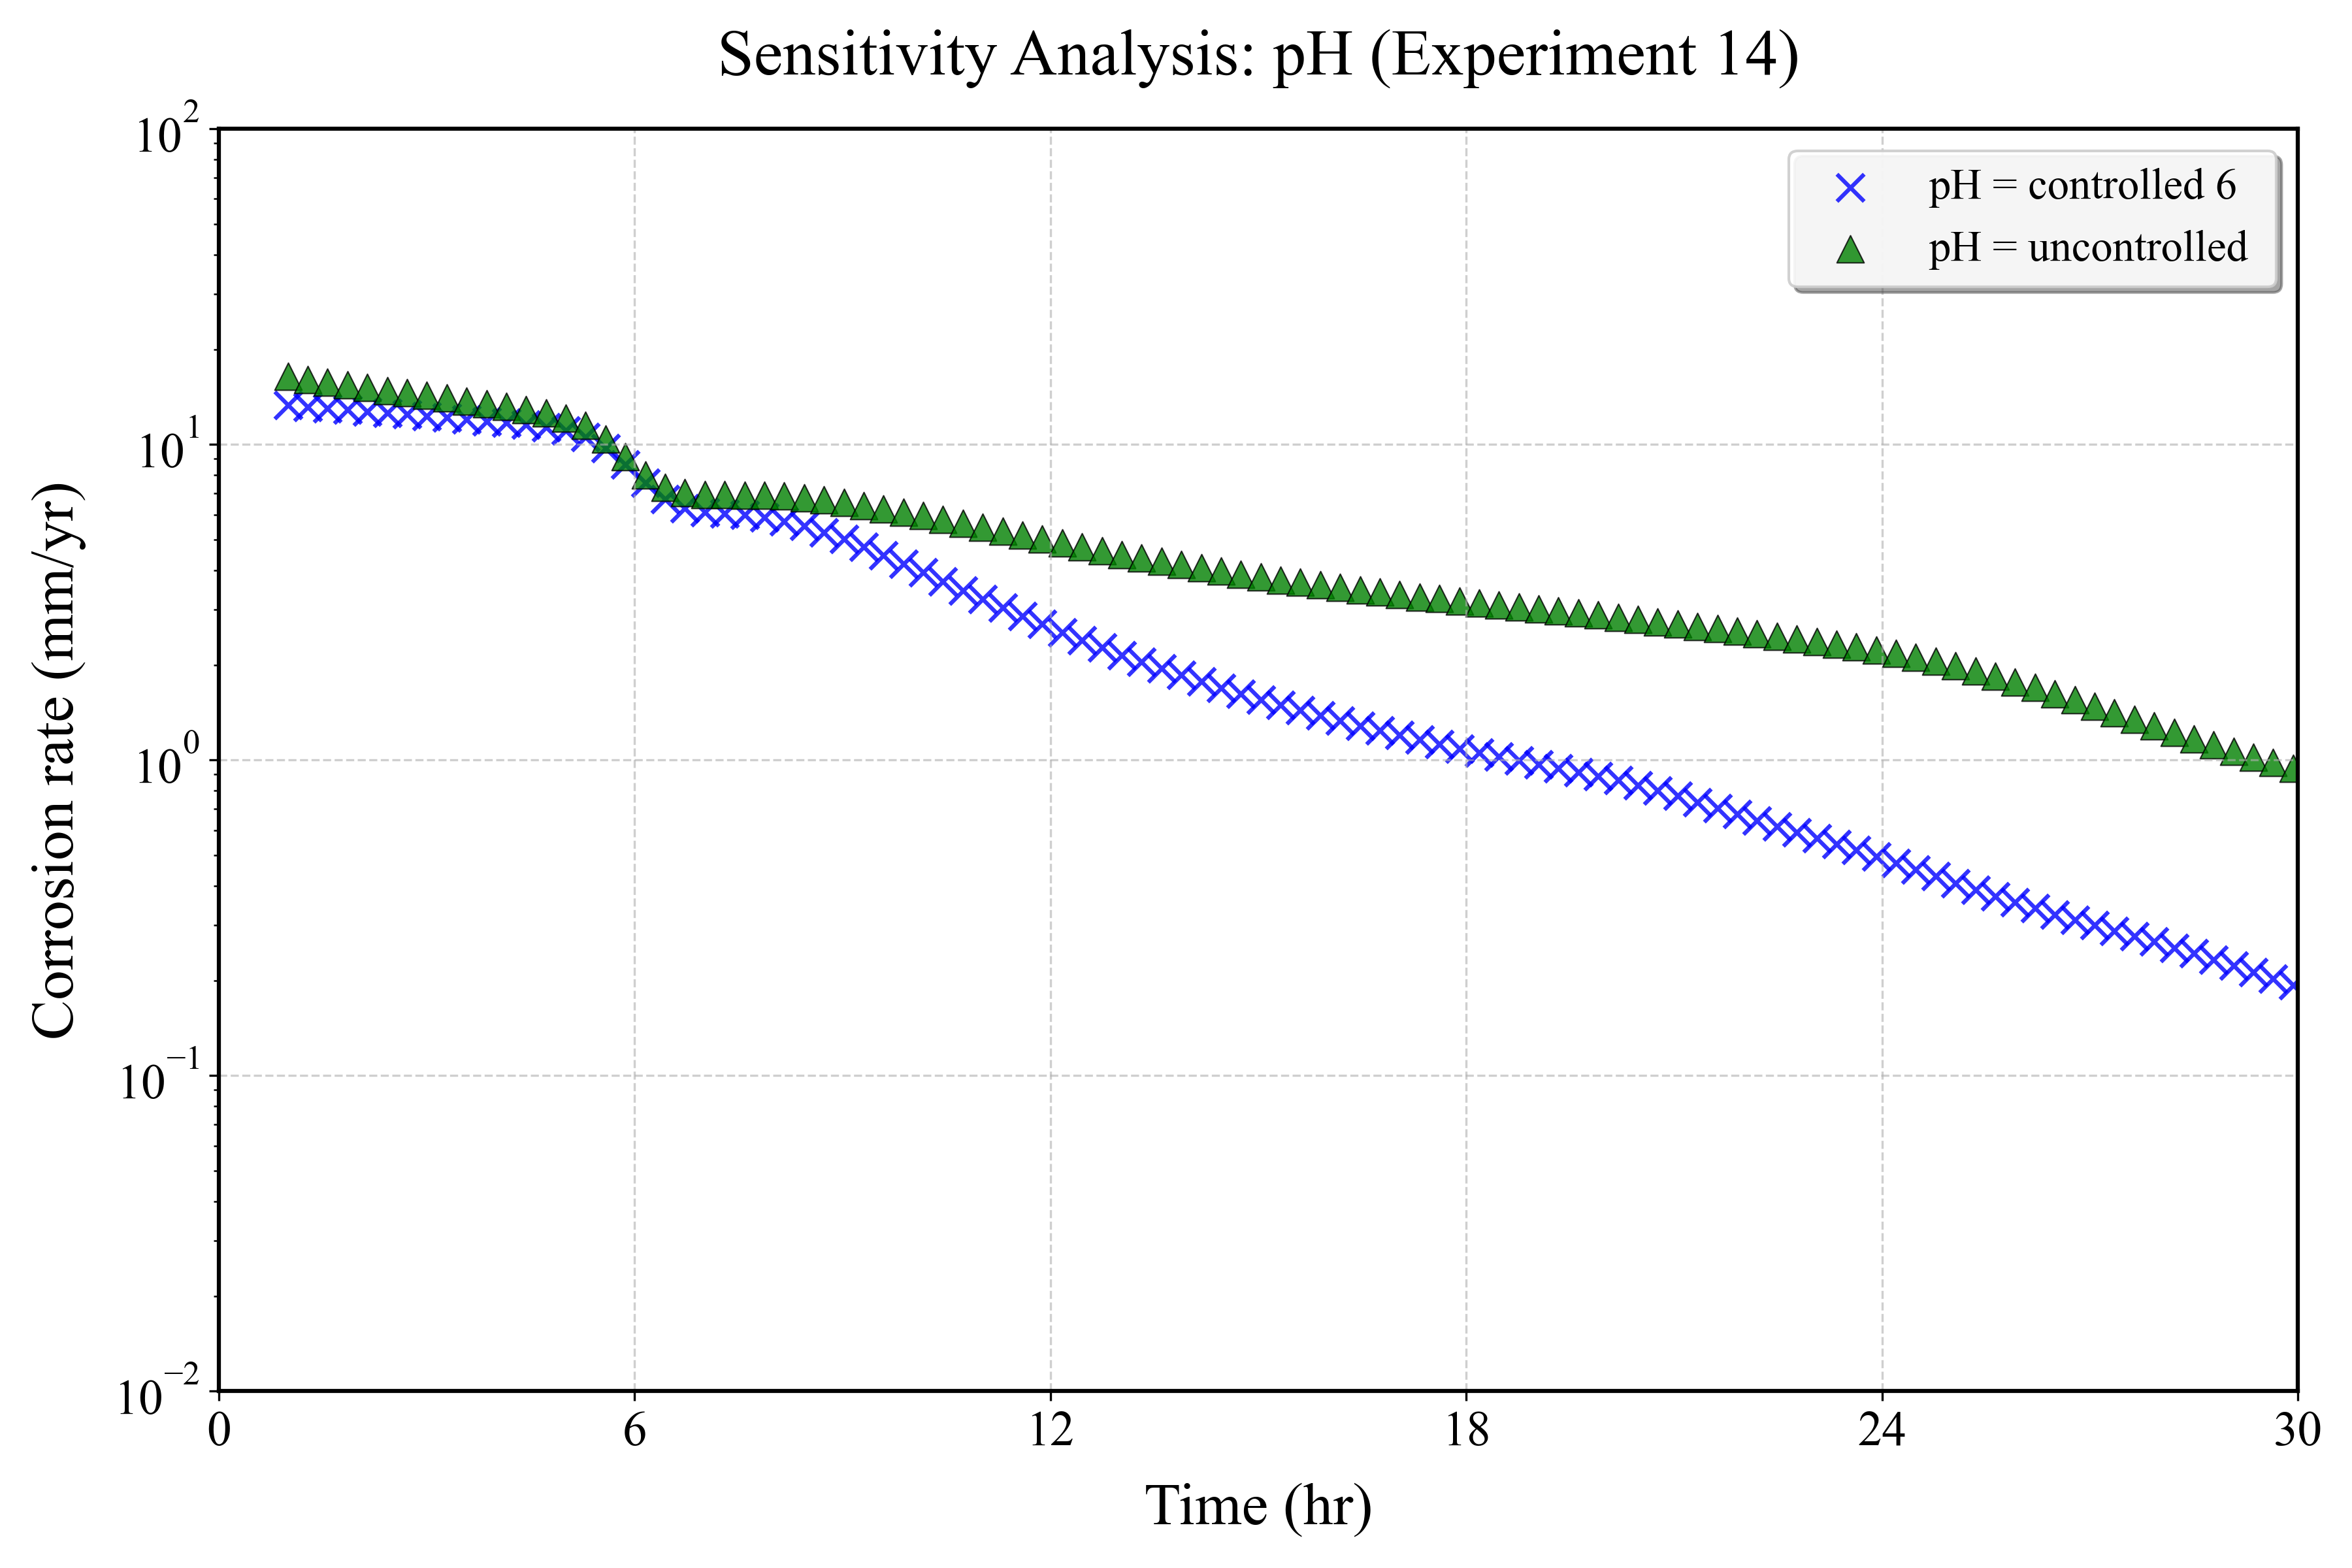 Sensitivity Analysis: pH (Experiment 14)
10²
pH = controlled 6
pH = uncontrolled
10¹
10⁰
10⁻¹
10⁻²
Corrosion rate (mm/yr)
0 6 12 18 24 30
Time (hr)